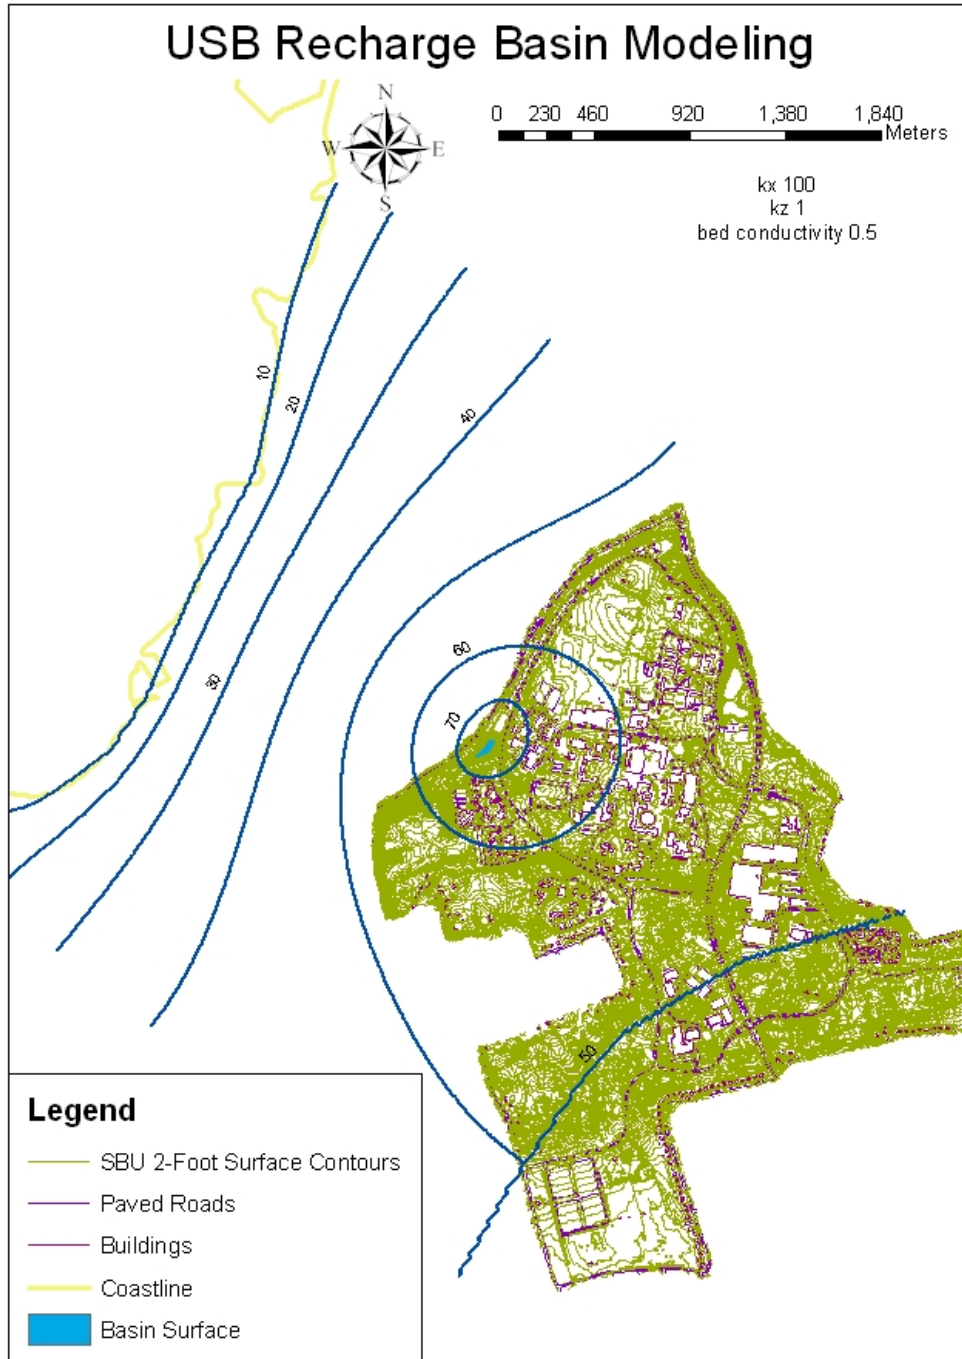 USB Recharge Basin Modeling
N
W E
S
0 230 460 920 1,380 1,840
Meters
kx 100
kz 1
bed conductivity 0.5
10
20
40
60
30
70
50
Legend
SBU 2-Foot Surface Contours
Paved Roads
Buildings
Coastline
Basin Surface